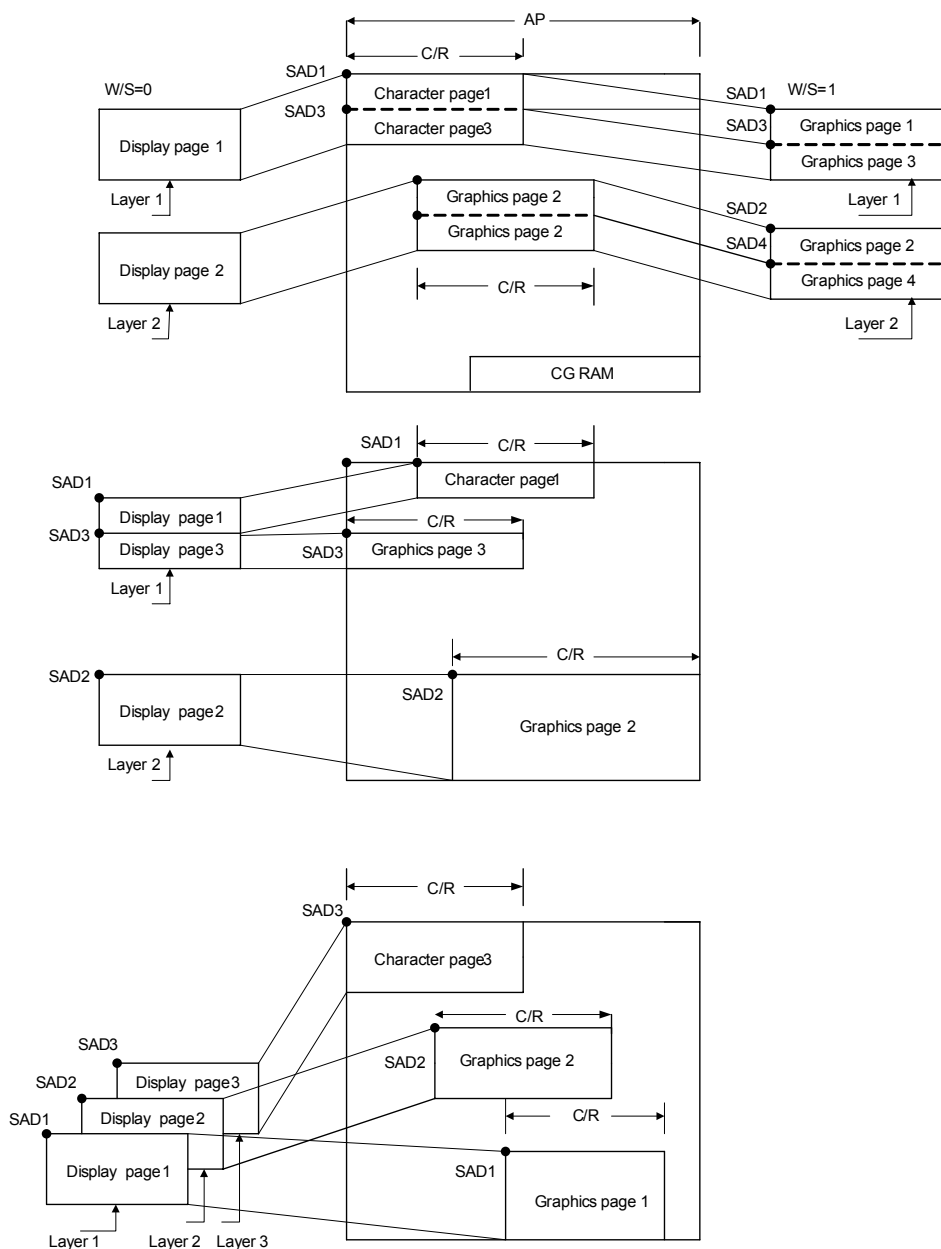 AP
C/R
SAD1
W/S=0
Character page1
SAD1
W/S=1
SAD3
Character page3
SAD3
Graphics page 1
Display page 1
Graphics page 3
Layer 1
Layer 1
Graphics page 2
SAD2
Graphics page 2
SAD4
Graphics page 2
Display page 2
Graphics page 4
C/R
Layer 2
Layer 2
CG RAM
SAD1
C/R
SAD1
Character page1
Display page1
C/R
SAD3
Display page3
SAD3
Graphics page 3
Layer 1
C/R
SAD2
SAD2
Display page2
Graphics page 2
Layer 2
C/R
SAD3
Character page3
C/R
SAD3
SAD2
Graphics page 2
Display page3
SAD2
C/R
Display page2
SAD1
SAD1
Display page1
Graphics page 1
Layer 1
Layer 2
Layer 3